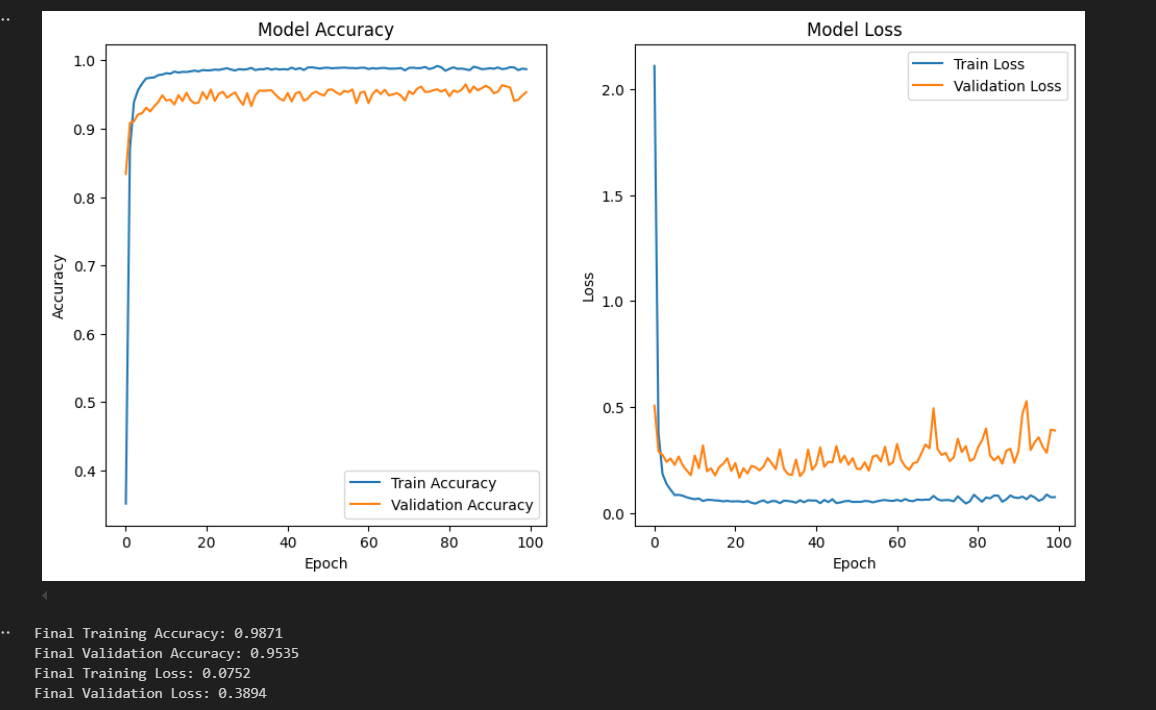 Model Accuracy
1.0
0.9
0.8
0.7
0.6
0.5
0.4
Accuracy
Train Accuracy
Validation Accuracy
0 20 40 60 80 100
Epoch
Model Loss
Train Loss
Validation Loss
2.0
1.5
1.0
0.5
0.0
Loss
0 20 40 60 80 100
Epoch
Final Training Accuracy: 0.9871
Final Validation Accuracy: 0.9535
Final Training Loss: 0.0752
Final Validation Loss: 0.3894